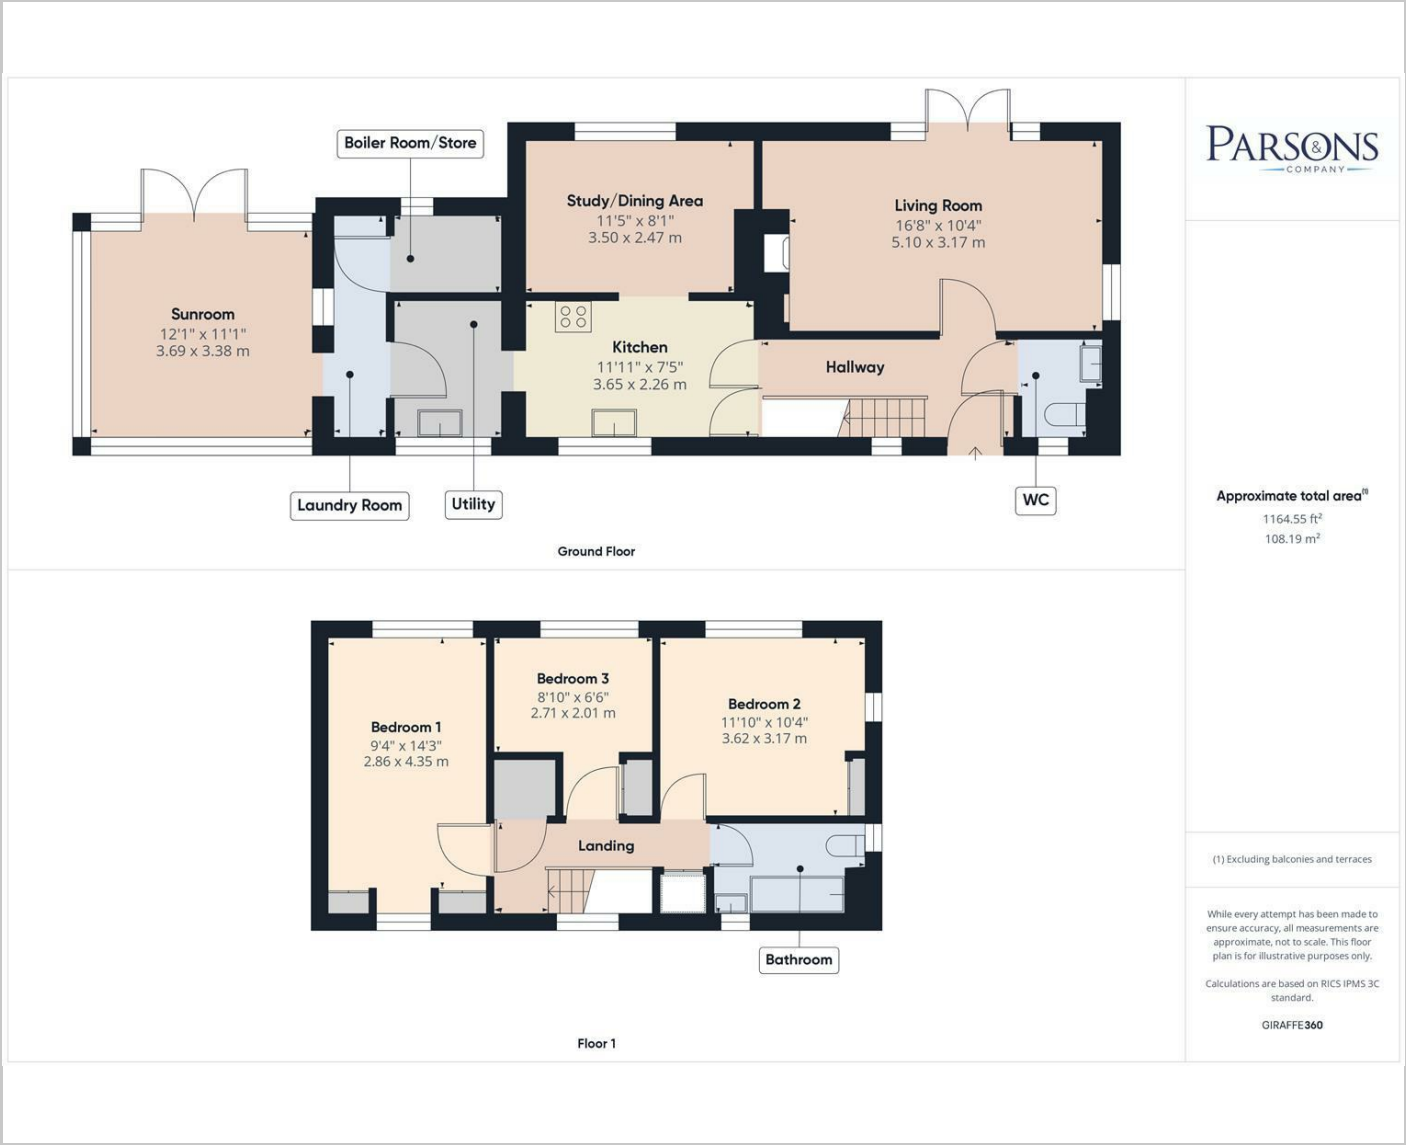 Boiler Room/Store
Study/Dining Area
11'5" x 8'1"
3.50 x 2.47 m
Living Room
16'8" x 10'4"
5.10 x 3.17 m
Sunroom
12'1" x 11'1"
3.69 x 3.38 m
Kitchen
11'11" x 7'5"
3.65 x 2.26 m
Hallway
Laundry Room
Utility
WC
Ground Floor
Bedroom 1
9'4" x 14'3"
2.86 x 4.35 m
Bedroom 3
8'10" x 6'6"
2.71 x 2.01 m
Bedroom 2
11'10" x 10'4"
3.62 x 3.17 m
Landing
Bathroom
Floor 1
PARSONS
&
COMPANY
Approximate total area(1)
1164.55 ft²
108.19 m²
(1) Excluding balconies and terraces
While every attempt has been made to
ensure accuracy, all measurements are
approximate, not to scale. This floor
plan is for illustrative purposes only.
Calculations are based on RICS IPMS 3C
standard.
GIRAFFE360